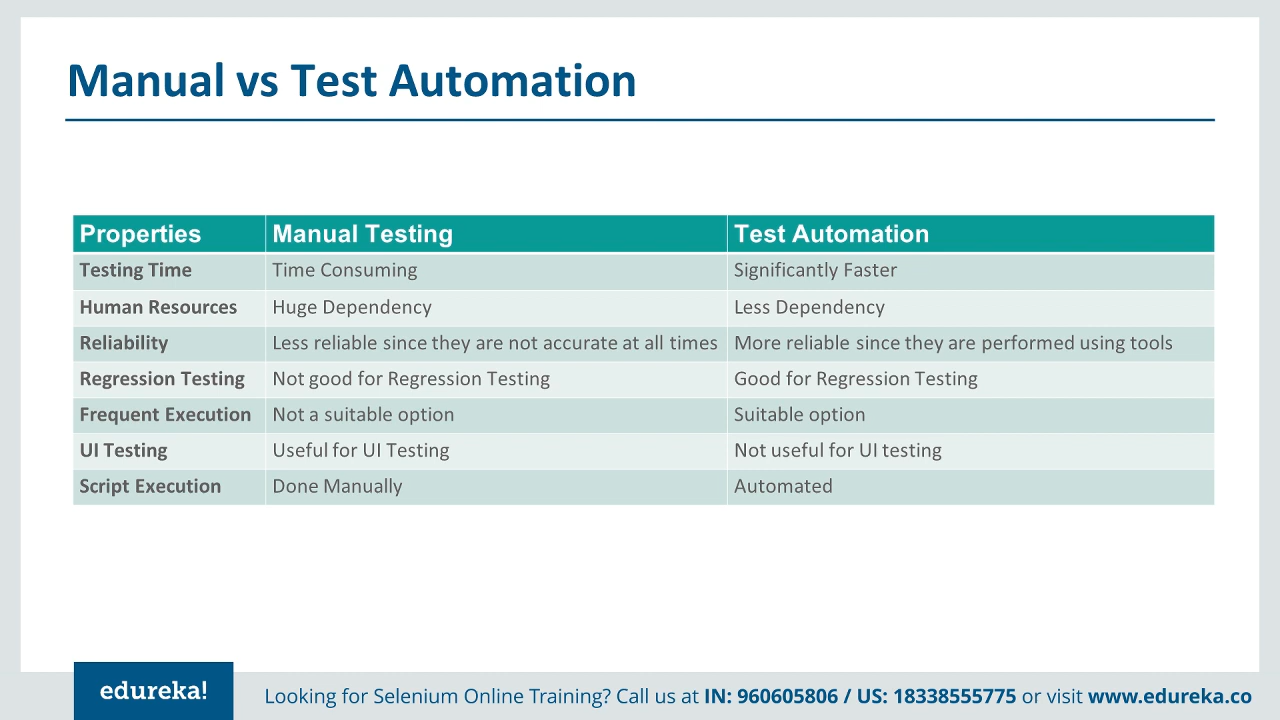 Manual vs Test Automation
Properties Manual Testing Test Automation
Testing Time Time Consuming Significantly Faster
Human Resources Huge Dependency Less Dependency
Reliability Less reliable since they are not accurate at all times More reliable since they are performed using tools
Regression Testing Not good for Regression Testing Good for Regression Testing
Frequent Execution Not a suitable option Suitable option
UI Testing Useful for UI Testing Not useful for UI testing
Script Execution Done Manually Automated
edureka!
Looking for Selenium Online Training? Call us at IN: 960605806 / US: 18338555775 or visit www.edureka.co